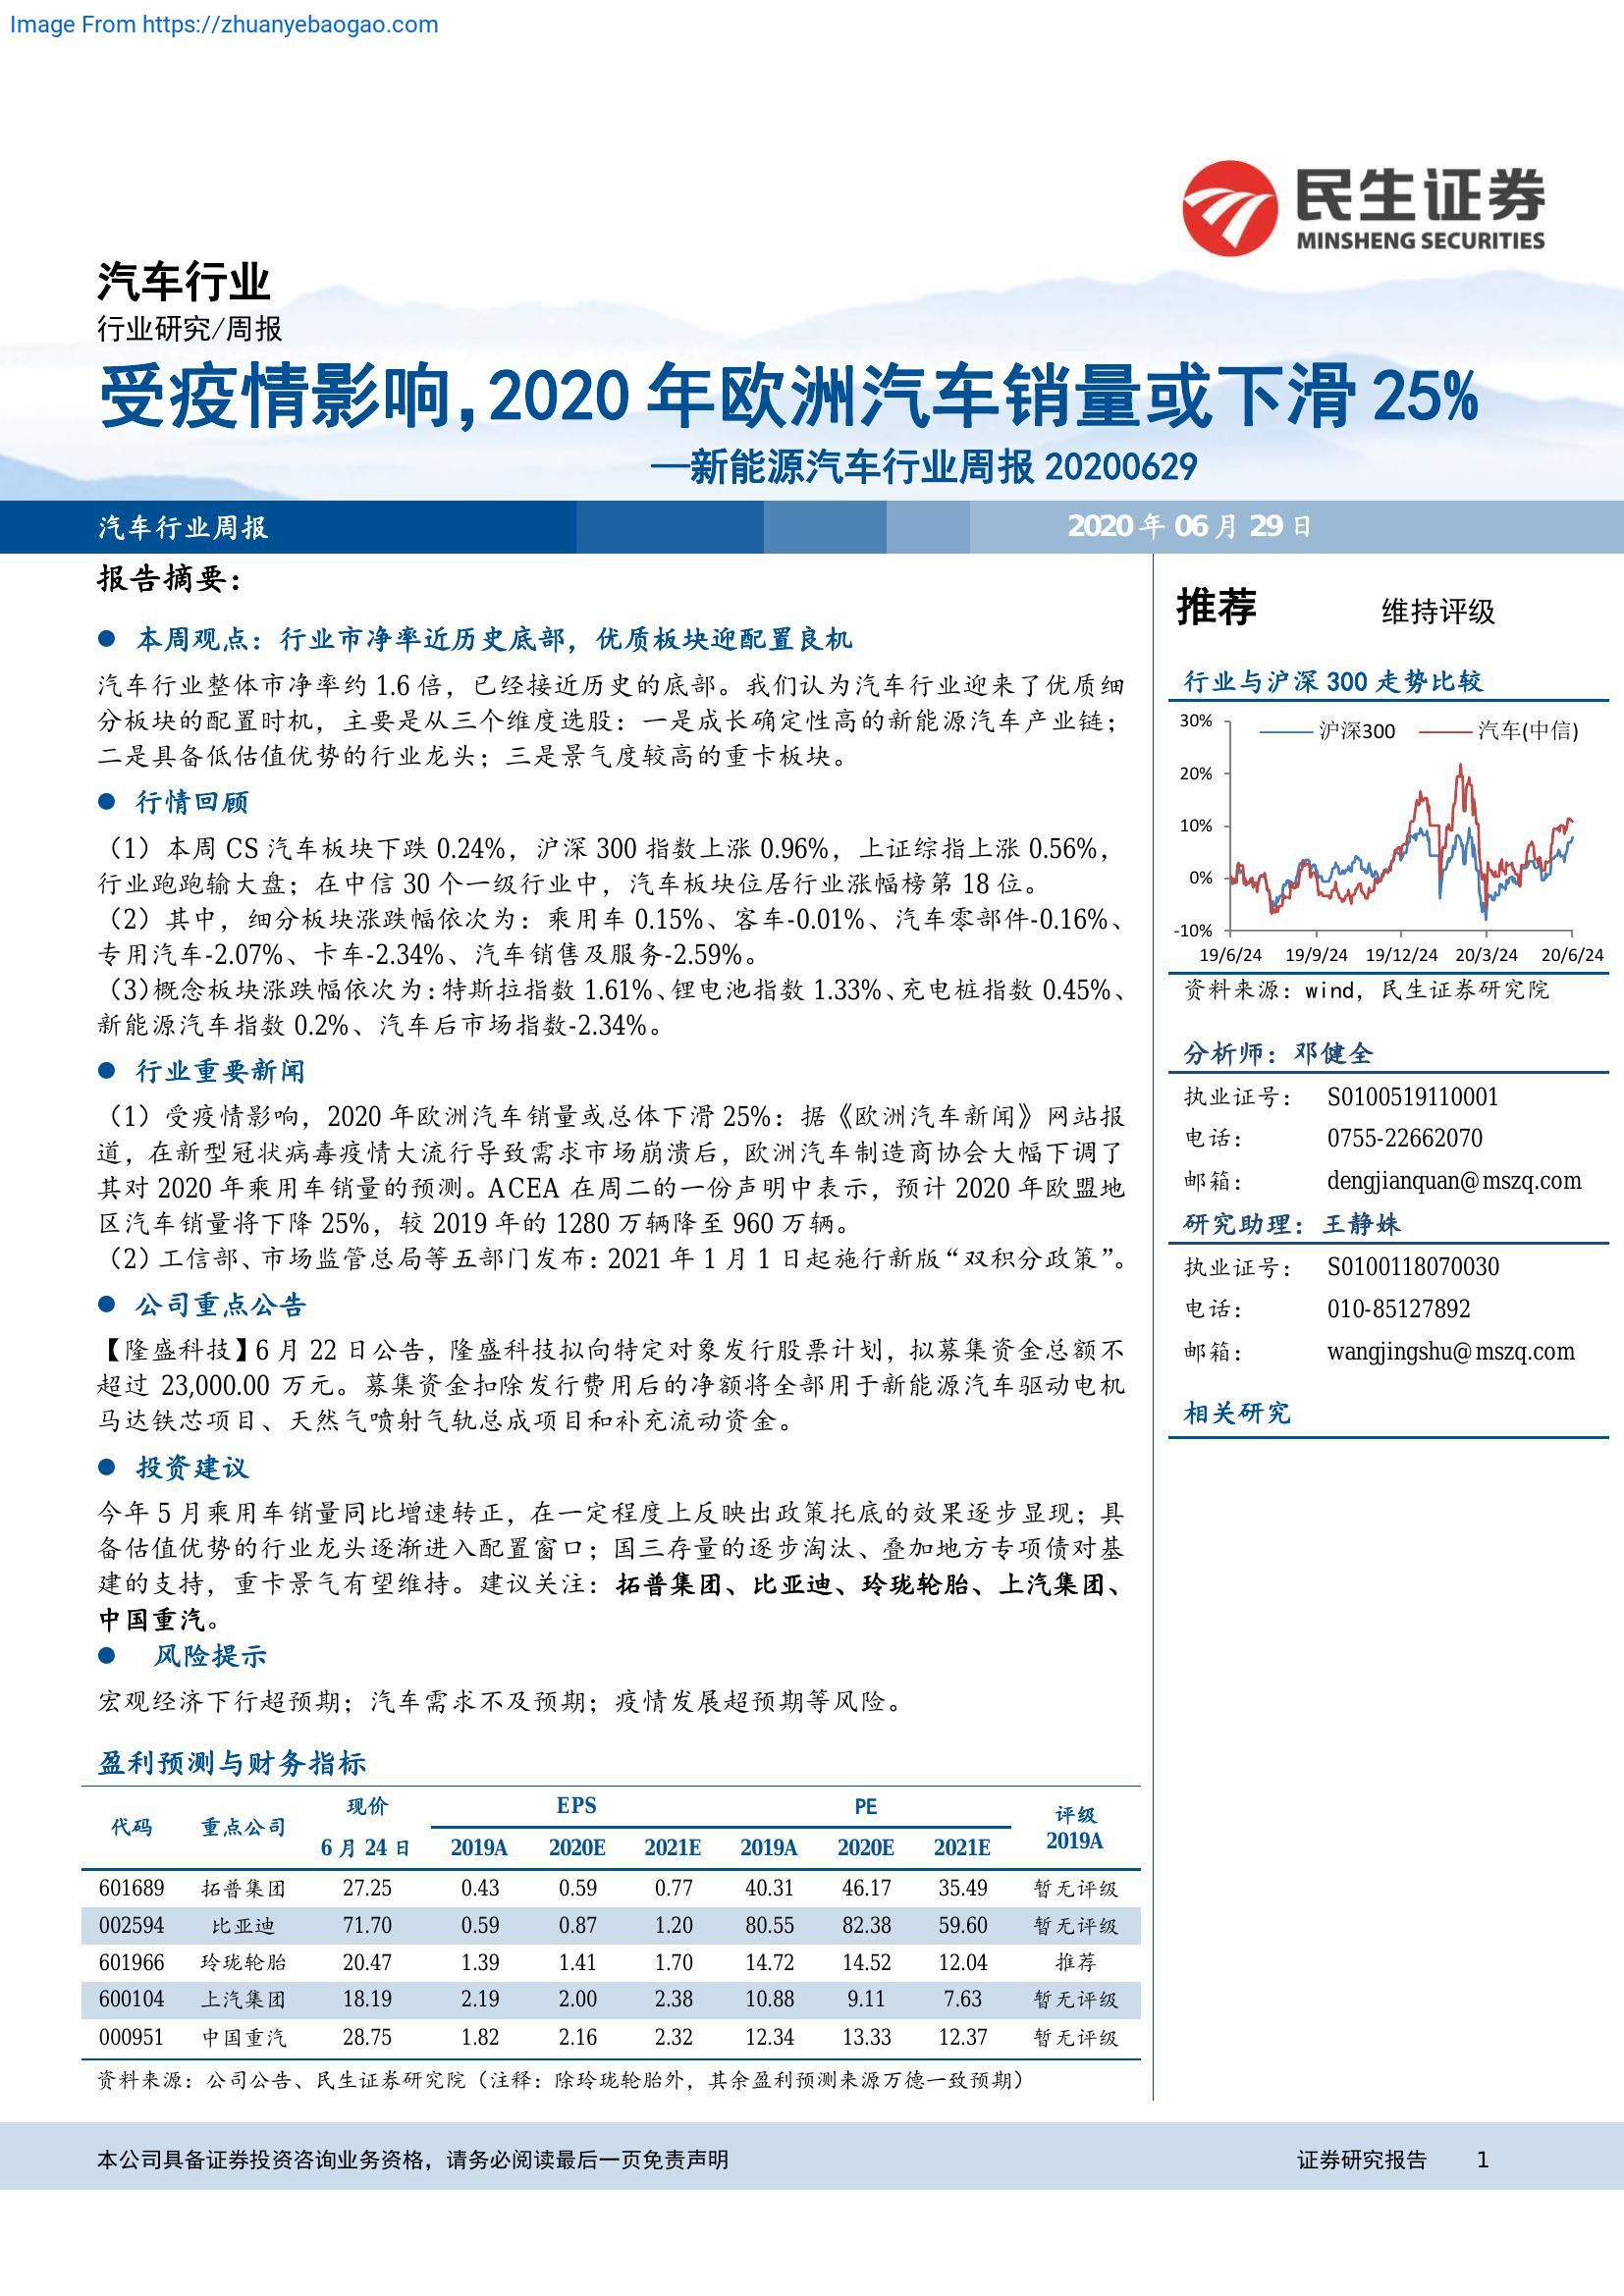 Image From https://zhuanyebaogao.com
民生证券
MINSHENG SECURITIES
汽车行业
行业研究/周报
受疫情影响,2020 年欧洲汽车销量或下滑 25%
—新能源汽车行业周报 20200629
汽车行业周报
2020 年 06 月 29 日
报告摘要：
● 本周观点：行业市净率近历史底部，优质板块迎配置良机
汽车行业整体市净率约 1.6 倍，已经接近历史的底部。我们认为汽车行业迎来了优质细
分板块的配置时机，主要是从三个维度选股：一是成长确定性高的新能源汽车产业链；
二是具备低估值优势的行业龙头；三是景气度较高的重卡板块。
● 行情回顾
（1）本周 CS 汽车板块下跌 0.24%，沪深 300 指数上涨 0.96%，上证综指上涨 0.56%，
行业跑跑输大盘；在中信 30 个一级行业中，汽车板块位居行业涨幅榜第 18 位。
（2）其中，细分板块涨跌幅依次为：乘用车 0.15%、客车-0.01%、汽车零部件-0.16%、
专用汽车-2.07%、卡车-2.34%、汽车销售及服务-2.59%。
（3）概念板块涨跌幅依次为：特斯拉指数 1.61%、锂电池指数 1.33%、充电桩指数 0.45%、
新能源汽车指数 0.2%、汽车后市场指数-2.34%。
● 行业重要新闻
（1）受疫情影响，2020 年欧洲汽车销量或总体下滑 25%：据《欧洲汽车新闻》网站报
道，在新型冠状病毒疫情大流行导致需求市场崩溃后，欧洲汽车制造商协会大幅下调了
其对 2020 年乘用车销量的预测。ACEA 在周二的一份声明中表示，预计 2020 年欧盟地
区汽车销量将下降 25%，较 2019 年的 1280 万辆降至 960 万辆。
（2）工信部、市场监管总局等五部门发布：2021 年 1 月 1 日起施行新版“双积分政策”。
● 公司重点公告
【隆盛科技】6 月 22 日公告，隆盛科技拟向特定对象发行股票计划，拟募集资金总额不
超过 23,000.00 万元。募集资金扣除发行费用后的净额将全部用于新能源汽车驱动电机
马达铁芯项目、天然气喷射气轨总成项目和补充流动资金。
● 投资建议
今年 5 月乘用车销量同比增速转正，在一定程度上反映出政策托底的效果逐步显现；具
备估值优势的行业龙头逐渐进入配置窗口；国三存量的逐步淘汰、叠加地方专项债对基
建的支持，重卡景气有望维持。建议关注：拓普集团、比亚迪、玲珑轮胎、上汽集团、
中国重汽。
● 风险提示
宏观经济下行超预期；汽车需求不及预期；疫情发展超预期等风险。
盈利预测与财务指标
代码 重点公司 现价 EPS PE 评级
6 月 24 日 2019A 2020E 2021E 2019A 2020E 2021E 2019A
601689 拓普集团 27.25 0.43 0.59 0.77 40.31 46.17 35.49 暂无评级
002594 比亚迪 71.70 0.59 0.87 1.20 80.55 82.38 59.60 暂无评级
601966 玲珑轮胎 20.47 1.39 1.41 1.70 14.72 14.52 12.04 推荐
600104 上汽集团 18.19 2.19 2.00 2.38 10.88 9.11 7.63 暂无评级
000951 中国重汽 28.75 1.82 2.16 2.32 12.34 13.33 12.37 暂无评级
资料来源：公司公告、民生证券研究院（注释：除玲珑轮胎外，其余盈利预测来源万德一致预期）
推荐 维持评级
行业与沪深 300 走势比较
沪深300 汽车(中信)
30%
20%
10%
0%
-10%
19/6/24 19/9/24 19/12/24 20/3/24 20/6/24
资料来源：wind，民生证券研究院
分析师：邓健全
执业证号： S0100519110001
电话： 0755-22662070
邮箱： dengjianquan@mszq.com
研究助理：王静姝
执业证号： S0100118070030
电话： 010-85127892
邮箱： wangjingshu@mszq.com
相关研究
本公司具备证券投资咨询业务资格，请务必阅读最后一页免责声明
证券研究报告 1